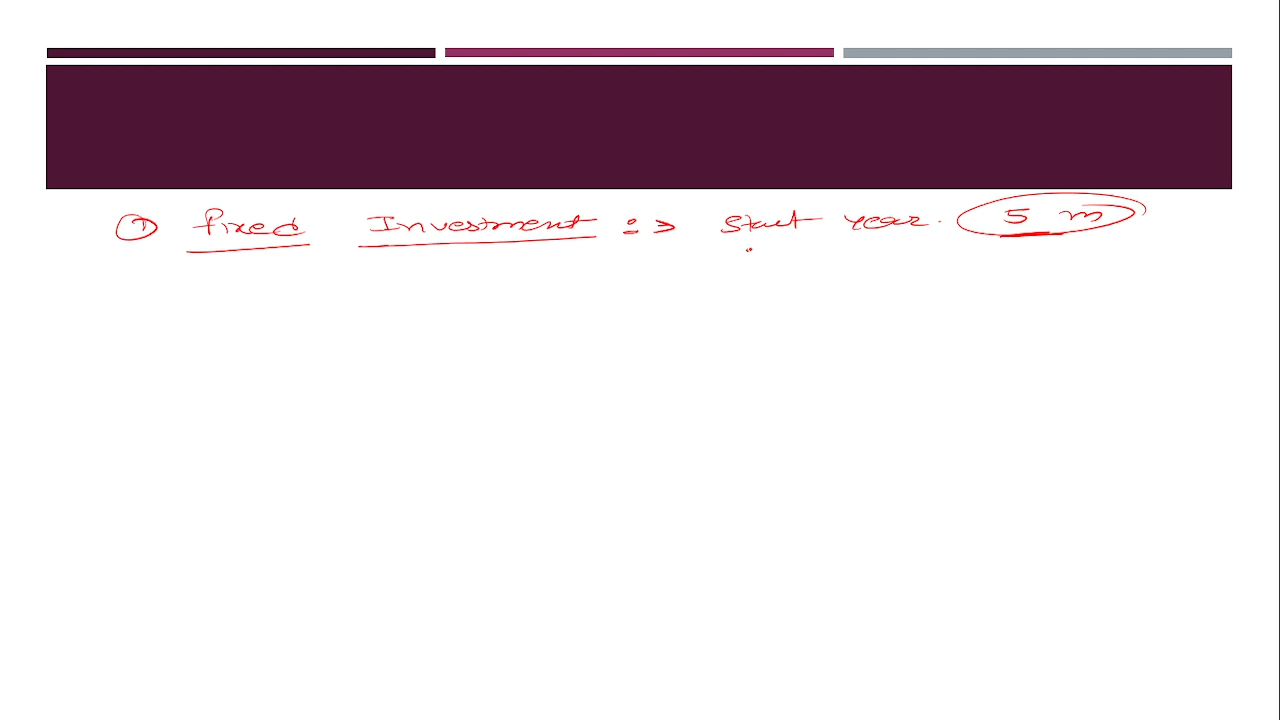 ① fixed Investment :-> Start year. 5 m